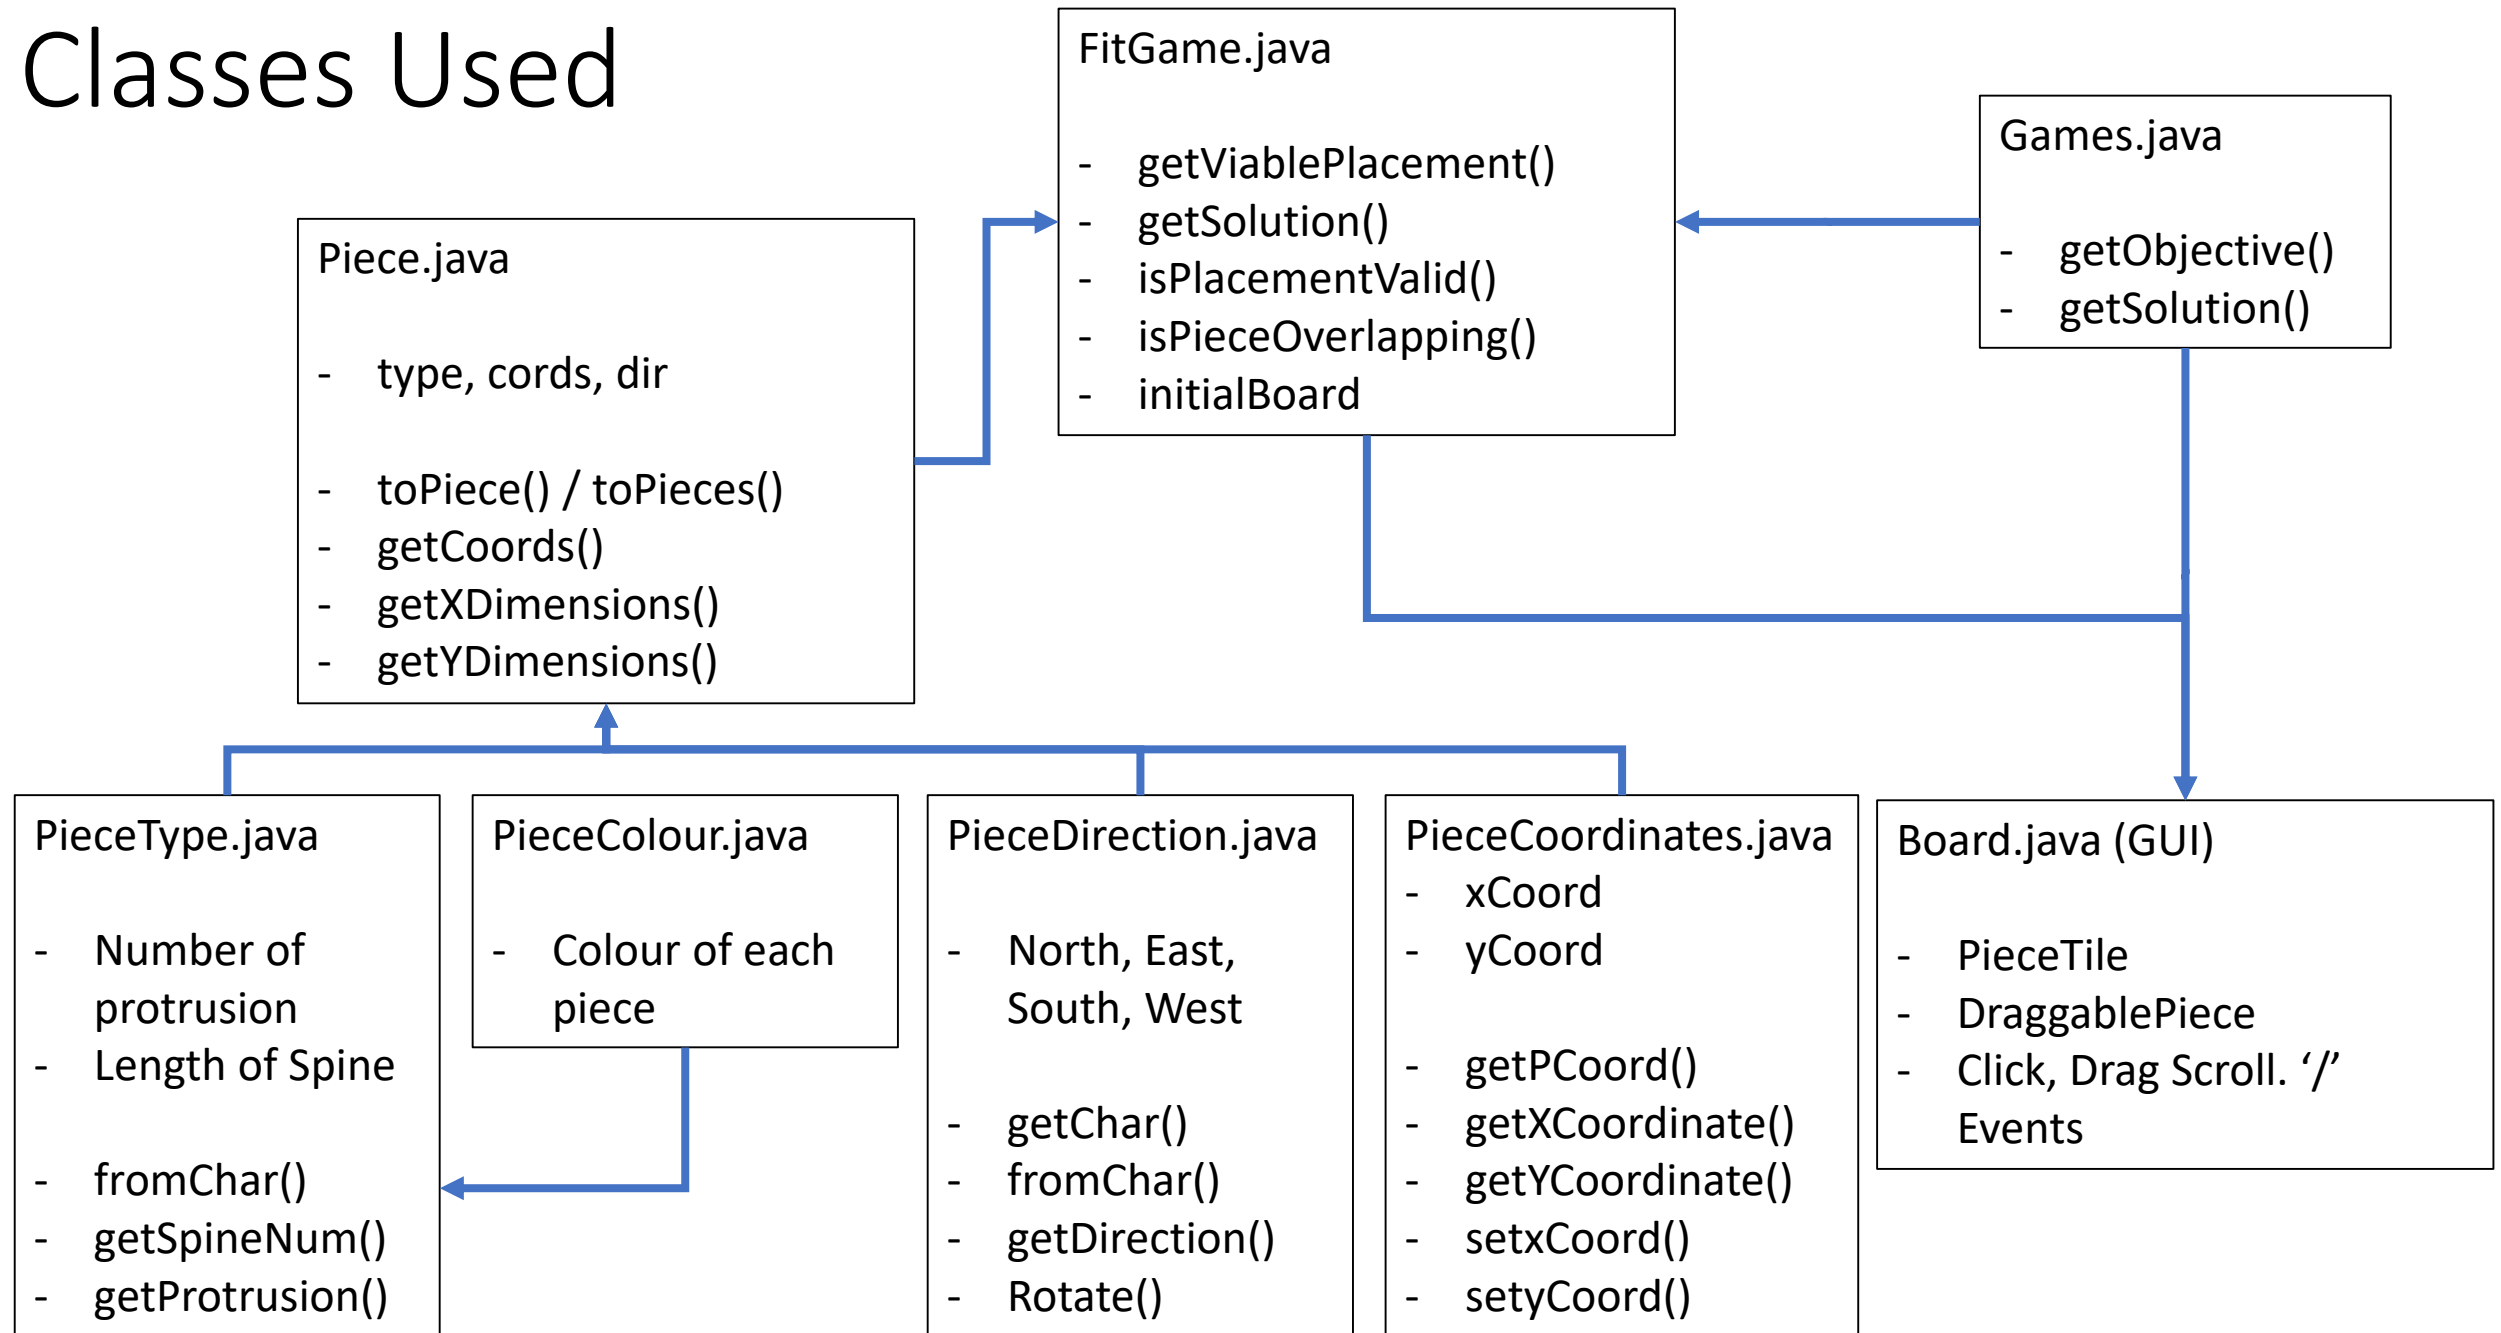 Classes Used
FitGame.java
- getViablePlacement()
- getSolution()
- isPlacementValid()
- isPieceOverlapping()
- initialBoard
Games.java
- getObjective()
- getSolution()
Piece.java
- type, cords, dir
- toPiece() / toPieces()
- getCoords()
- getXDimensions()
- getYDimensions()
PieceType.java
- Number of
protrusion
- Length of Spine
- fromChar()
- getSpineNum()
- getProtrusion()
PieceColour.java
- Colour of each
piece
PieceDirection.java
- North, East,
South, West
- getChar()
- fromChar()
- getDirection()
- Rotate()
PieceCoordinates.java
- xCoord
- yCoord
- getPCoord()
- getXCoordinate()
- getYCoordinate()
- setxCoord()
- setyCoord()
Board.java (GUI)
- PieceTile
- DraggablePiece
- Click, Drag Scroll. ‘/’
Events